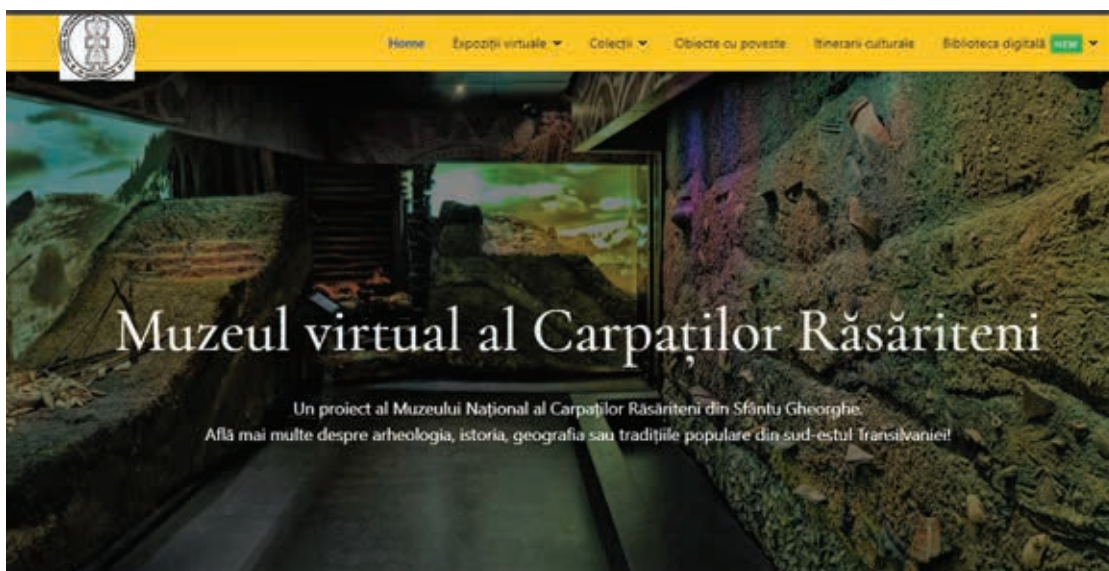 Home Expoziții virtuale Colecții Obiecte cu poveste Itinerarii culturale Biblioteca digitală NEW
Muzeul virtual al Carpaților Răsăriteni
Un proiect al Muzeului Național al Carpaților Răsăriteni din Sfântu Gheorghe.
Află mai multe despre arheologia, istoria, geografia sau tradițiile populare din sud-estul Transilvaniei!